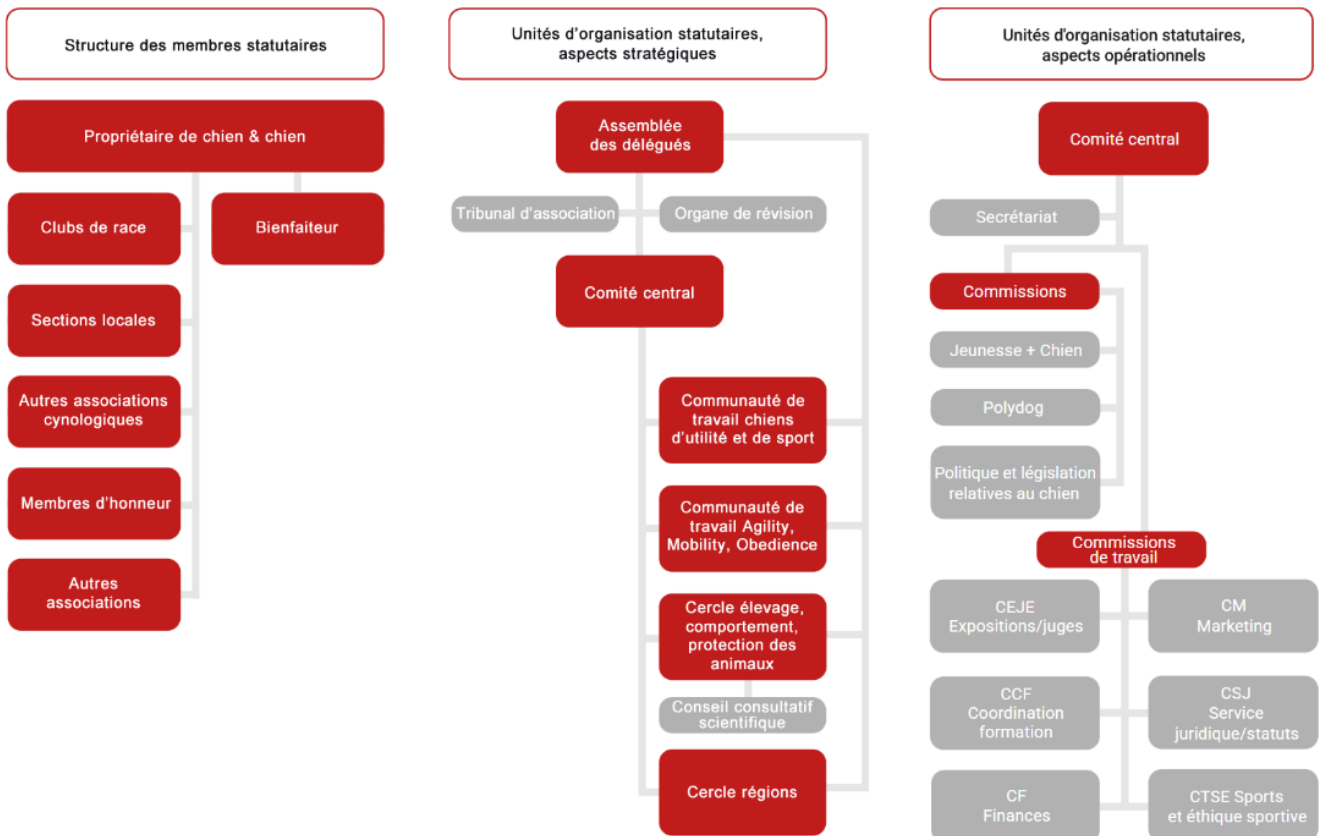 Structure des membres statutaires
Propriétaire de chien & chien
Clubs de race
Bienfaiteur
Sections locales
Autres associations
cynologiques
Membres d'honneur
Autres
associations
Unités d'organisation statutaires,
aspects stratégiques
Assemblée
des délégués
Tribunal d'association
Organe de révision
Comité central
Communauté de
travail chiens
d'utilité et de sport
Communauté de
travail Agility,
Mobility, Obedience
Cercle élevage,
comportement,
protection des
animaux
Conseil consultatif
scientifique
Cercle régions
Unités d'organisation statutaires,
aspects opérationnels
Comité central
Secrétariat
Commissions
Jeunesse + Chien
Polydog
Politique et législation
relatives au chien
Commissions
de travail
CEJE
Expositions/juges
CM
Marketing
CCF
Coordination
formation
CSJ
Service
juridique/statuts
CF
Finances
CTSE Sports
et éthique sportive